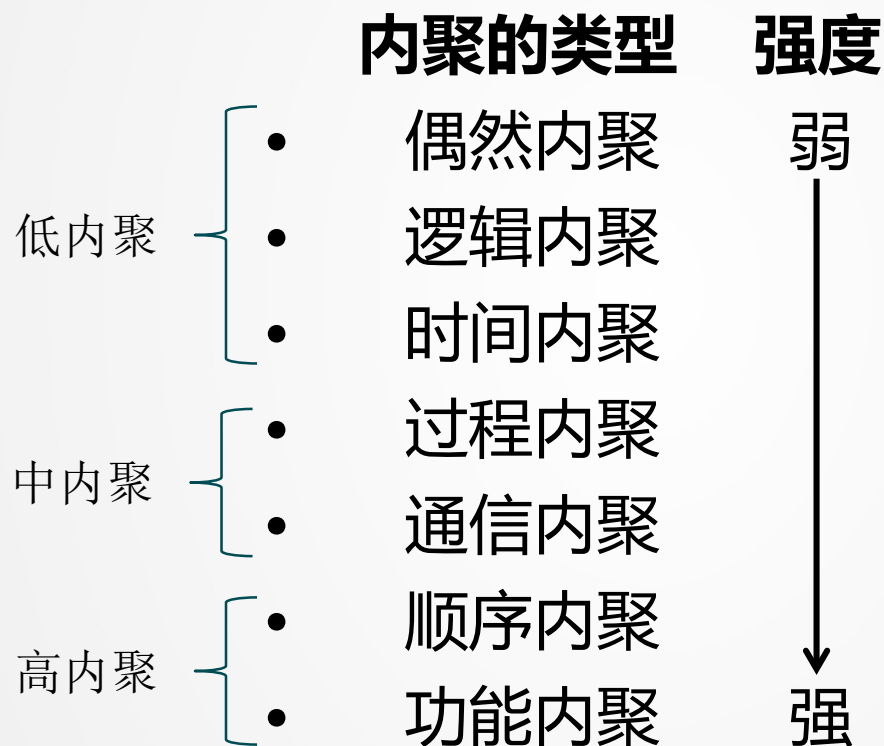 内聚的类型 强度
• 偶然内聚 弱
低内聚 • 逻辑内聚
• 时间内聚
• 过程内聚
中内聚
• 通信内聚
• 顺序内聚
高内聚
• 功能内聚 强